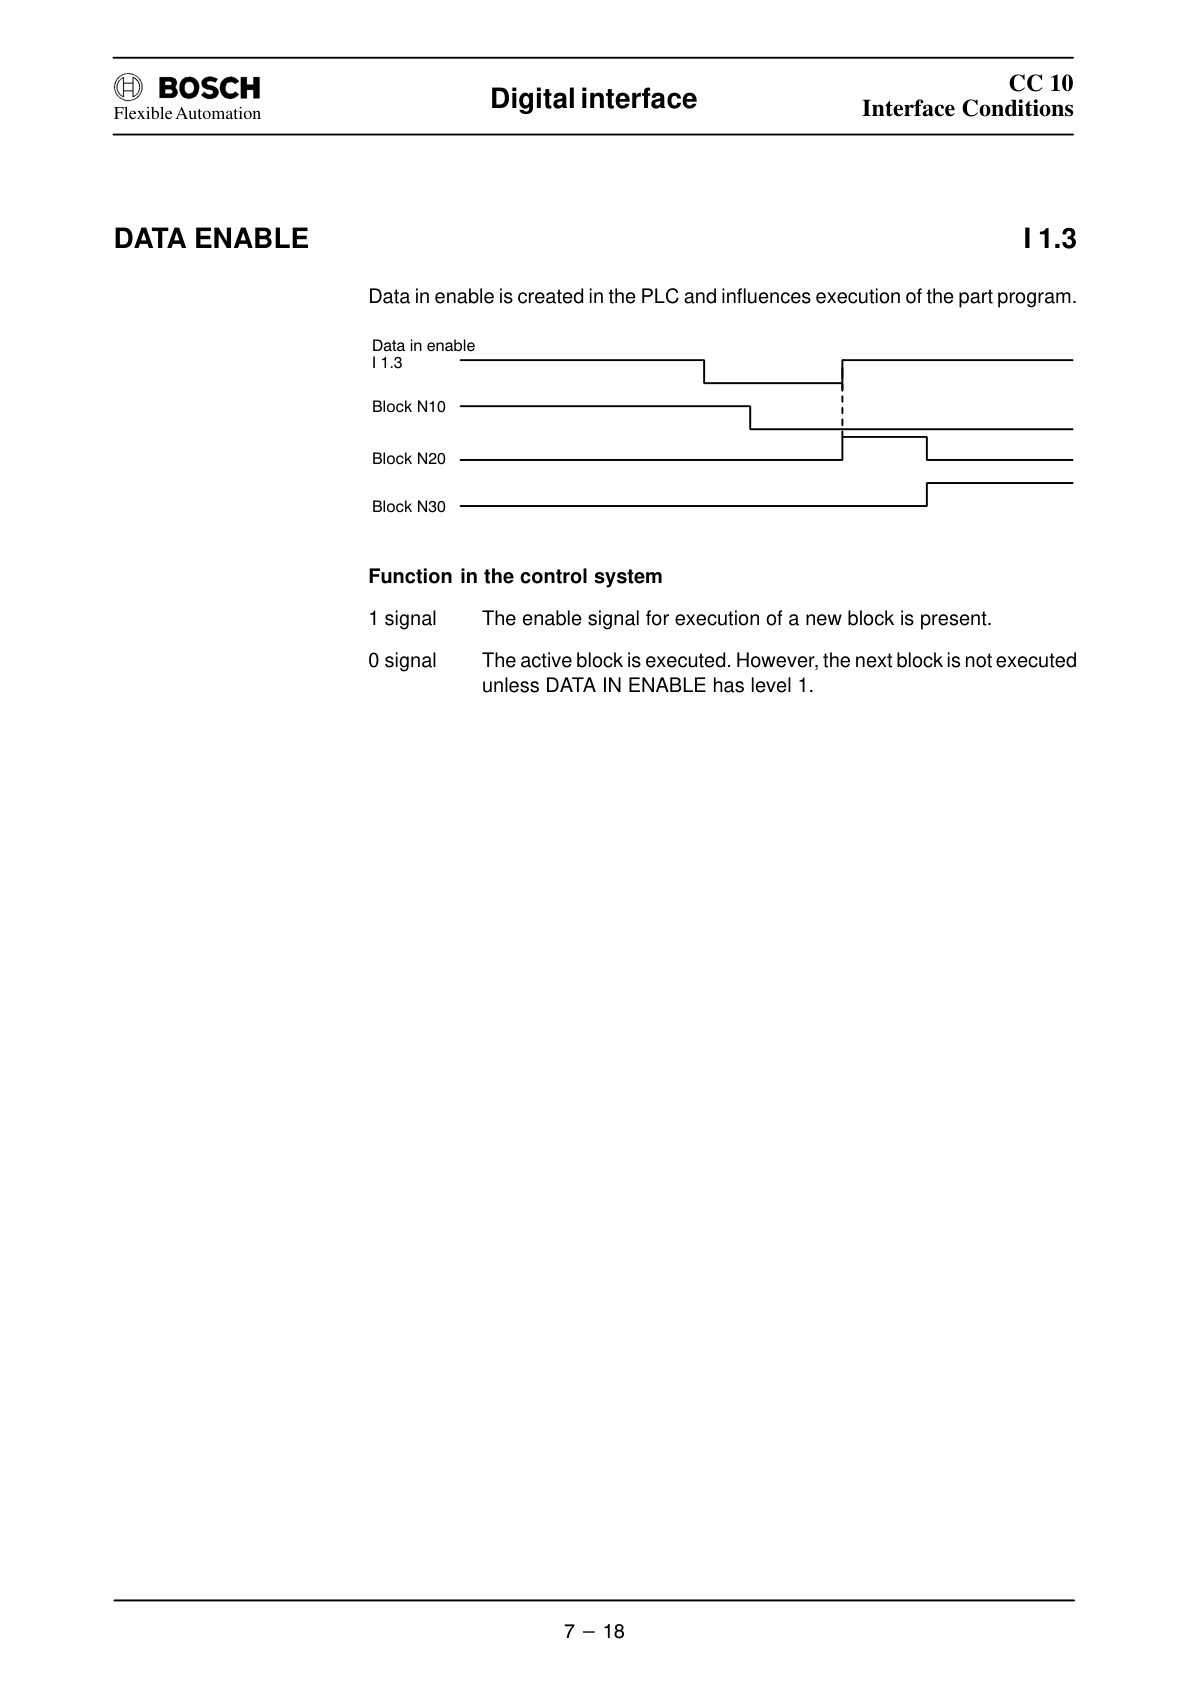 BOSCH
Flexible Automation
Digital interface
CC 10
Interface Conditions
DATA ENABLE
I 1.3
Data in enable is created in the PLC and influences execution of the part program.
Data in enable
I 1.3
Block N10
Block N20
Block N30
Function in the control system
1 signal The enable signal for execution of a new block is present.
0 signal The active block is executed. However, the next block is not executed
unless DATA IN ENABLE has level 1.
7 – 18